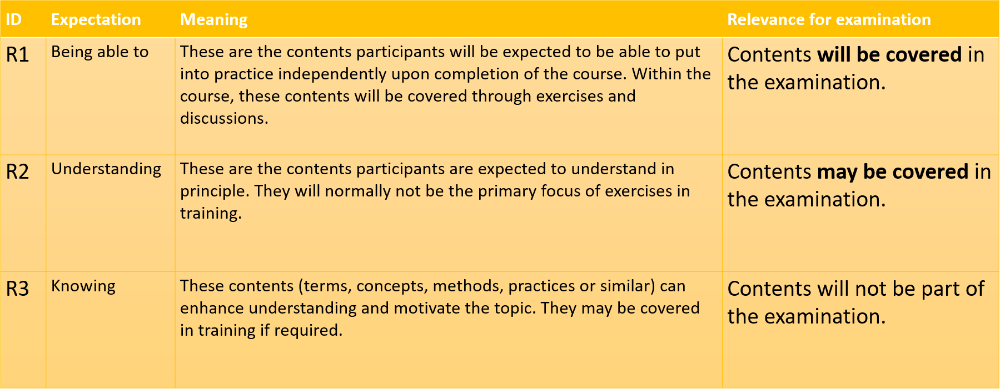 ID Expectation Meaning Relevance for examination
R1 Being able to
These are the contents participants will be expected to be able to put
into practice independently upon completion of the course. Within the
course, these contents will be covered through exercises and
discussions.
Contents will be covered in
the examination.
R2 Understanding
These are the contents participants are expected to understand in
principle. They will normally not be the primary focus of exercises in
training.
Contents may be covered in
the examination.
R3 Knowing
These contents (terms, concepts, methods, practices or similar) can
enhance understanding and motivate the topic. They may be covered
in training if required.
Contents will not be part of
the examination.